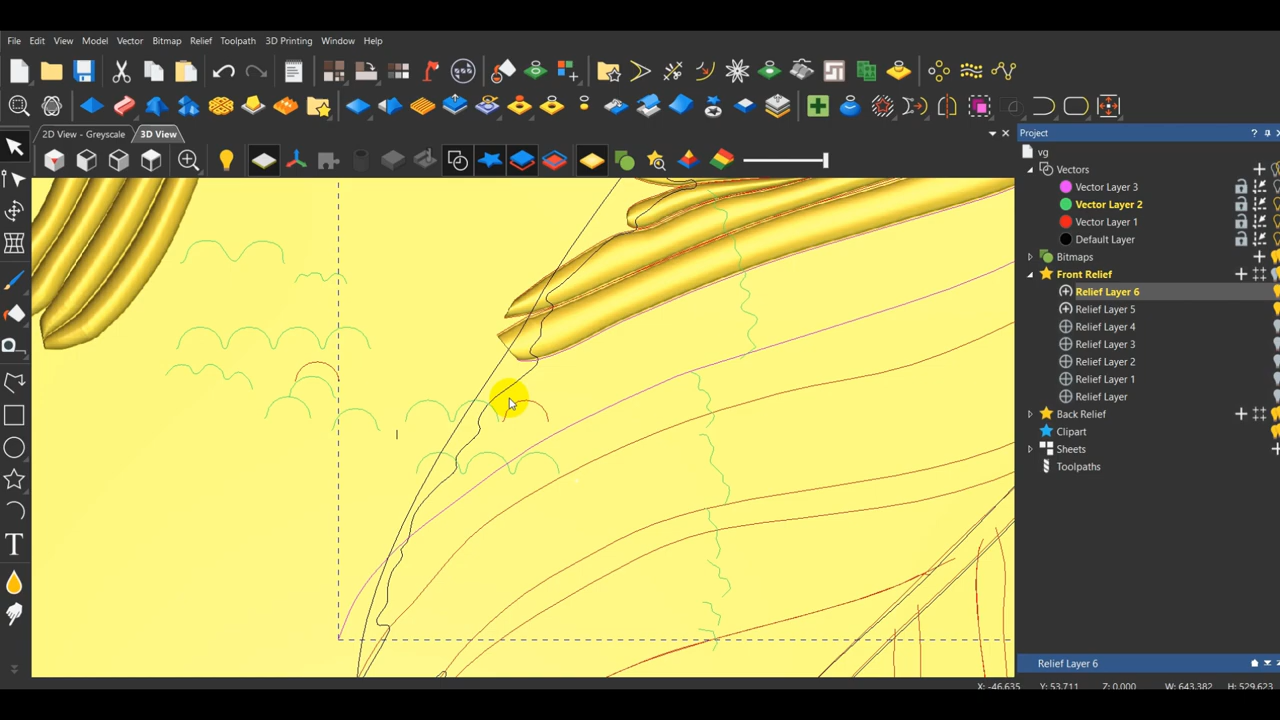 File Edit View Model Vector Bitmap Relief Toolpath 3D Printing Window Help
2D View - Greyscale 3D View
Project
vg
Vectors
Vector Layer 3
Vector Layer 2
Vector Layer 1
Default Layer
Bitmaps
Front Relief
Relief Layer 6
Relief Layer 5
Relief Layer 4
Relief Layer 3
Relief Layer 2
Relief Layer 1
Relief Layer
Back Relief
Clipart
Sheets
Toolpaths
Relief Layer 6
X: -46.635 Y: 53.711 Z: 0.000 W: 643.382 H: 529.623